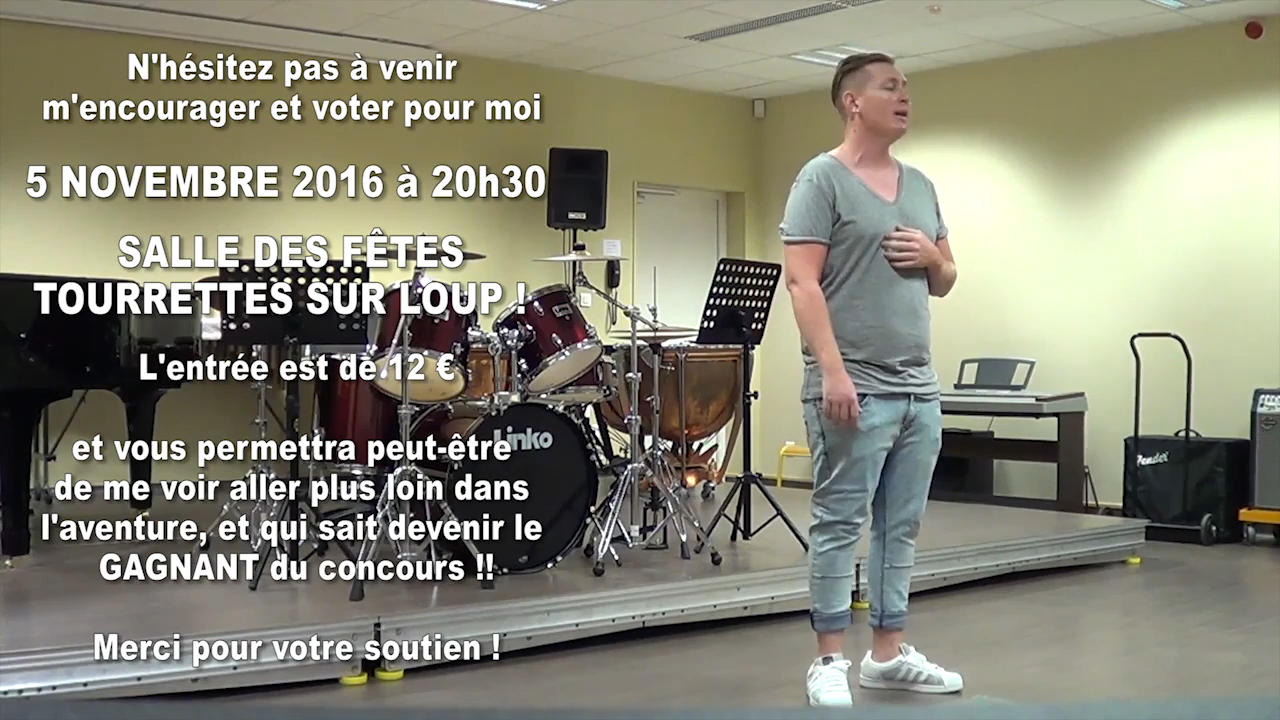 N'hésitez pas à venir
m'encourager et voter pour moi
5 NOVEMBRE 2016 à 20h30
SALLE DES FÊTES
TOURRETTES SUR LOUP !
L'entrée est de 12 €
et vous permettra peut-être
de me voir aller plus loin dans
l'aventure, et qui sait devenir le
GAGNANT du concours !!
Merci pour votre soutien !
Linko
Fender